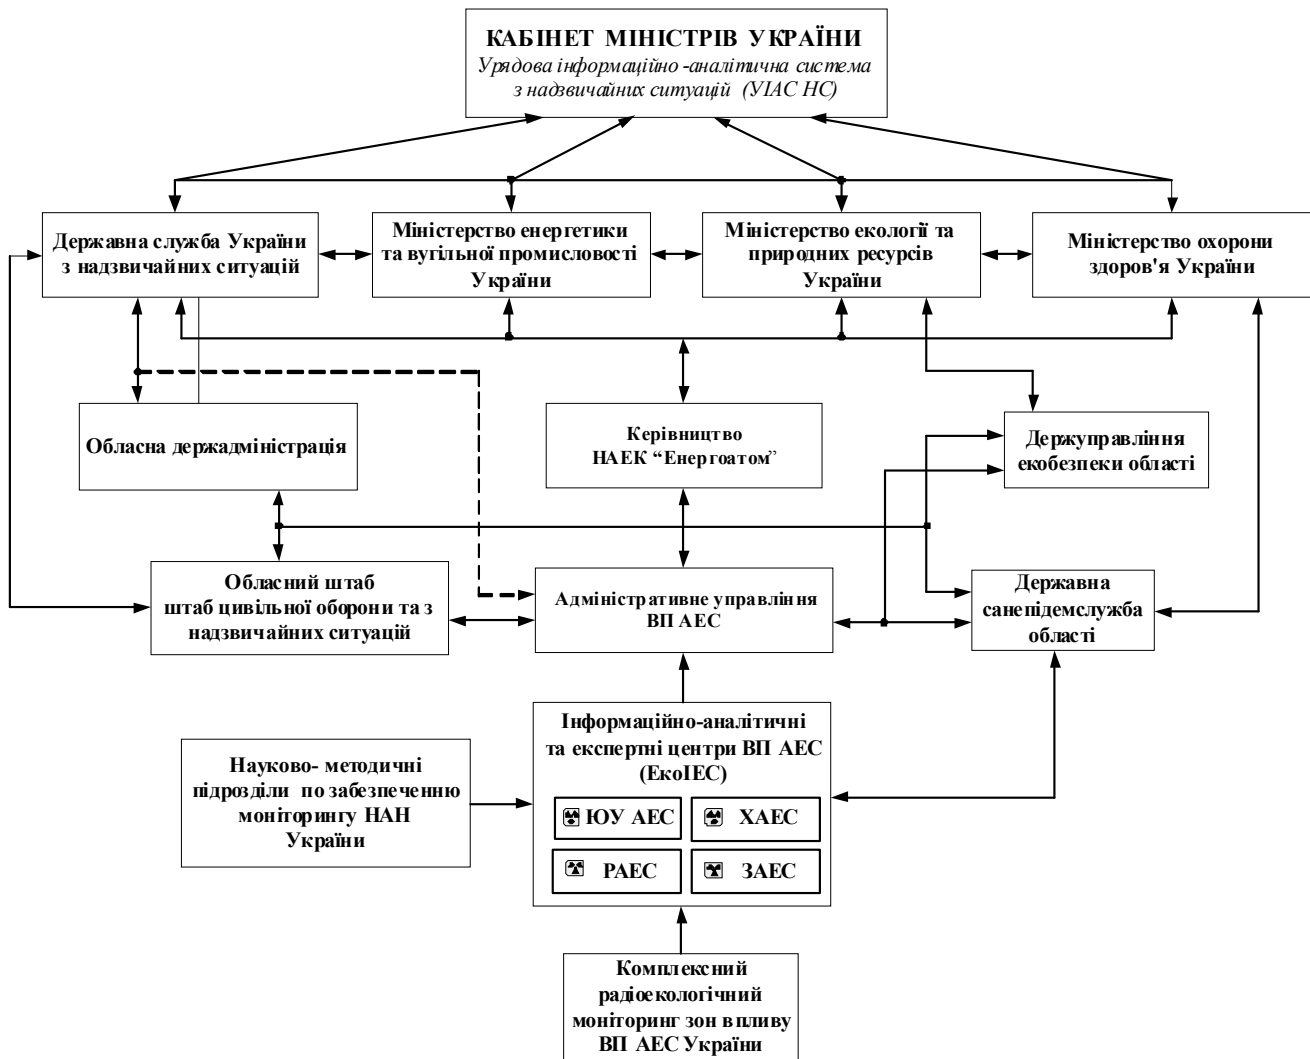 КАБІНЕТ МІНІСТРІВ УКРАЇНИ
Урядова інформаційно-аналітична система
з надзвичайних ситуацій (УІАС НС)
Державна служба України
з надзвичайних ситуацій
Міністерство енергетики
та вугільної промисловості
України
Міністерство екології та
природних ресурсів
України
Міністерство охорони
здоров'я України
Обласна держадміністрація
Керівництво
НАЕК “Енергоатом”
Держуправління
екобезпеки області
Обласний штаб
штаб цивільної оборони та з
надзвичайних ситуацій
Адміністративне управління
ВП АЕС
Державна
санепідемслужба
області
Інформаційно-аналітичні
та експертні центри ВП АЕС
(ЕкоІЕС)
ЮУ АЕС
ХАЕС
РАЕС
ЗАЕС
Науково- методичні
підрозділи по забезпеченню
моніторингу НАН
України
Комплексний
радіоекологічний
моніторинг зон впливу
ВП АЕС України